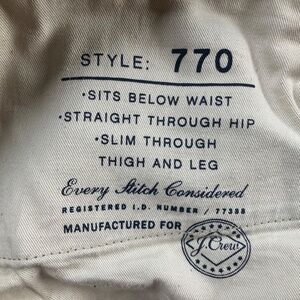 STYLE: 770
•SITS BELOW WAIST
•STRAIGHT THROUGH HIP
•SLIM THROUGH
THIGH AND LEG
Every Stitch Considered
REGISTERED I.D. NUMBER / 77388
MANUFACTURED FOR
J.Crew